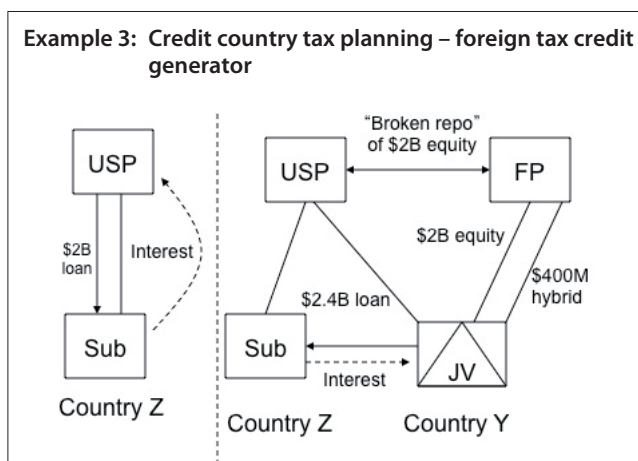 Example 3: Credit country tax planning – foreign tax credit
generator
USP
$2B
loan
Interest
Sub
Country Z
“Broken repo”
of $2B equity
USP
FP
$2B equity
$400M
hybrid
$2.4B loan
Sub
Interest
JV
Country Z
Country Y